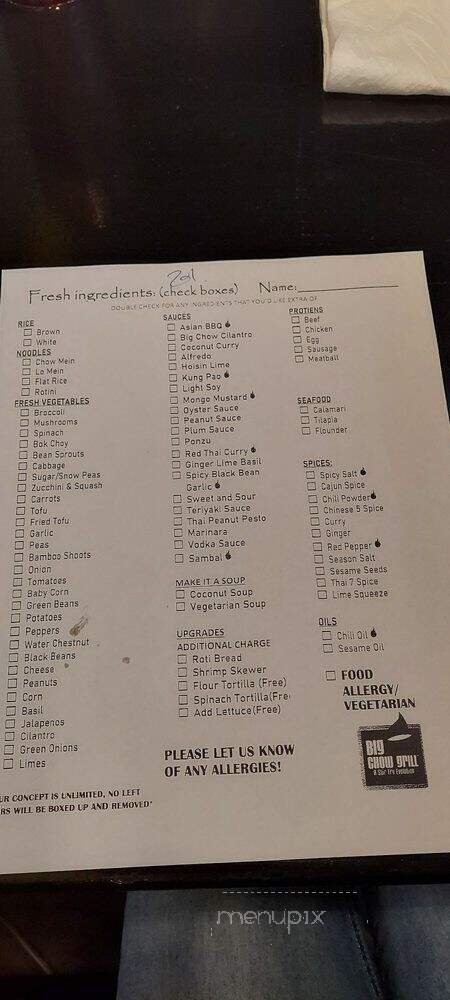 Fresh ingredients: (check boxes) Name:
DOUBLE CHECK FOR ANY INGREDIENTS THAT YOU'D LIKE EXTRA OF
RICE
Brown
White
NOODLES
Chow Mein
Lo Mein
Flat Rice
Rotini
FRESH VEGETABLES
Broccoli
Mushrooms
Spinach
Bok Choy
Bean Sprouts
Cabbage
Sugar/Snow Peas
Zucchini & Squash
Carrots
Tofu
Fried Tofu
Garlic
Peas
Bamboo Shoots
Onion
Tomatoes
Baby Corn
Green Beans
Potatoes
Peppers
Water Chestnut
Black Beans
Cheese
Peanuts
Corn
Basil
Jalapenos
Cilantro
Green Onions
Limes
SAUCES
Asian BBQ
Big Chow Cilantro
Coconut Curry
Alfredo
Hoisin Lime
Kung Pao
Light Soy
Mongo Mustard
Oyster Sauce
Peanut Sauce
Plum Sauce
Ponzu
Red Thai Curry
Ginger Lime Basil
Spicy Black Bean
Garlic
Sweet and Sour
Teriyaki Sauce
Thai Peanut Pesto
Marinara
Vodka Sauce
Sambal
MAKE IT A SOUP
Coconut Soup
Vegetarian Soup
UPGRADES
ADDITIONAL CHARGE
Roti Bread
Shrimp Skewer
Flour Tortilla (Free)
Spinach Tortilla(Fre
Add Lettuce(Free)
PLEASE LET US KNOW
OF ANY ALLERGIES!
PROTIENS
Beef
Chicken
Egg
Sausage
Meatball
SEAFOOD
Calamari
Tilapia
Flounder
SPICES:
Spicy Salt
Cajun Spice
Chili Powder
Chinese 5 Spice
Curry
Ginger
Red Pepper
Season Salt
Sesame Seeds
Thai 7 Spice
Lime Squeeze
OILS
Chili Oil
Sesame Oil
FOOD
ALLERGY/
VEGETARIAN
BIG
CHOW GRILL
A Stir Fry Evolution
UR CONCEPT IS UNLIMITED, NO LEFT
RS WILL BE BOXED UP AND REMOVED*
menupix